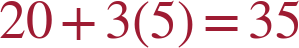 20 + 3(5) = 35